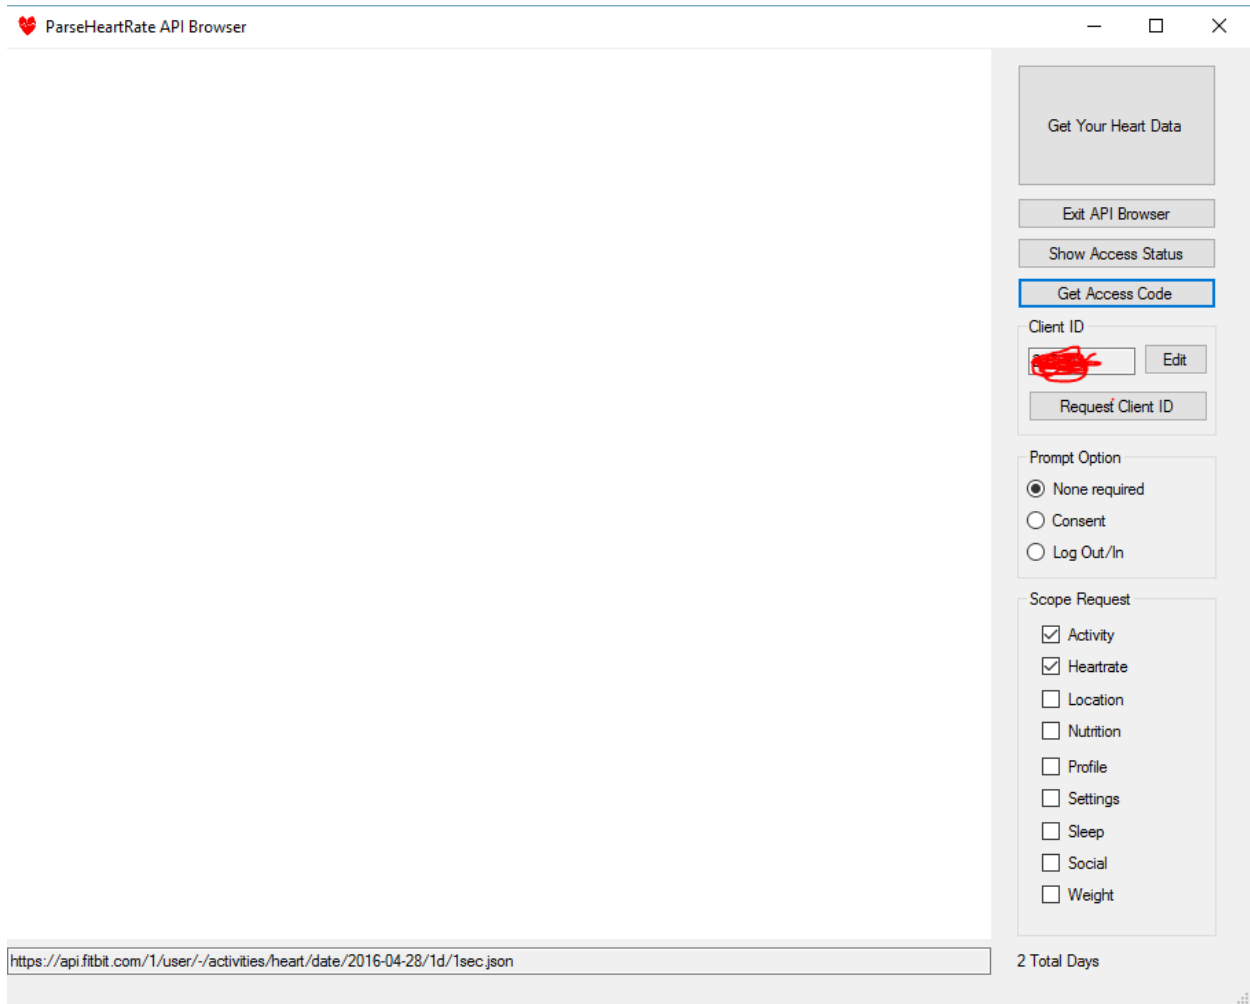 ParseHeartRate API Browser
Get Your Heart Data
Exit API Browser
Show Access Status
Get Access Code
Client ID
Edit
Request Client ID
Prompt Option
None required
Consent
Log Out/In
Scope Request
Activity
Heartrate
Location
Nutrition
Profile
Settings
Sleep
Social
Weight
https://api.fitbit.com/1/user/-/activities/heart/date/2016-04-28/1d/1sec.json
2 Total Days